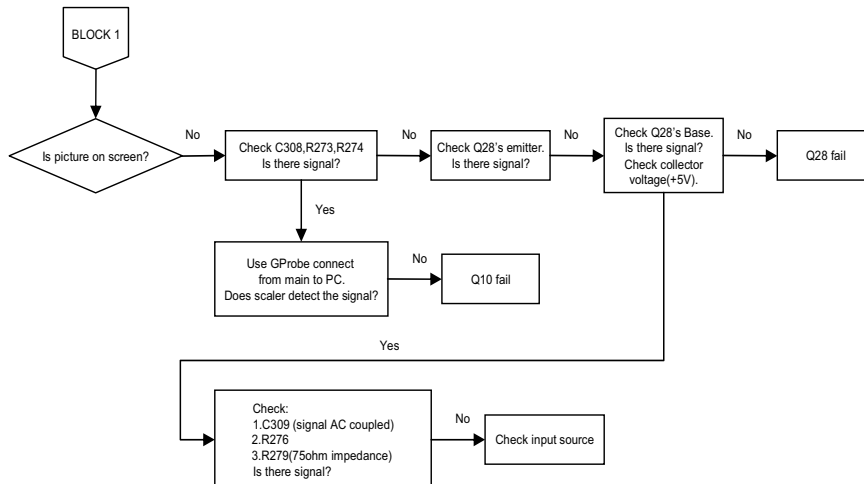 BLOCK 1
Is picture on screen?
No
Check C308,R273,R274
Is there signal?
No
Check Q28's emitter.
Is there signal?
No
Check Q28's Base.
Is there signal?
Check collector
voltage(+5V).
No
Q28 fail
Yes
Use GProbe connect
from main to PC.
Does scaler detect the signal?
No
Q10 fail
Yes
Check:
1.C309 (signal AC coupled)
2.R276
3.R279(75ohm impedance)
Is there signal?
No
Check input source